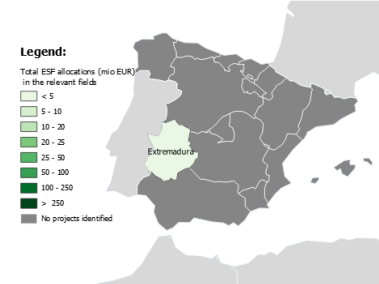 Legend:
Total ESF allocations (mio EUR)
in the relevant fields
< 5
5 - 10
10 - 20
20 - 25
25 - 50
50 - 100
100 - 250
> 250
No projects identified
Extremadura